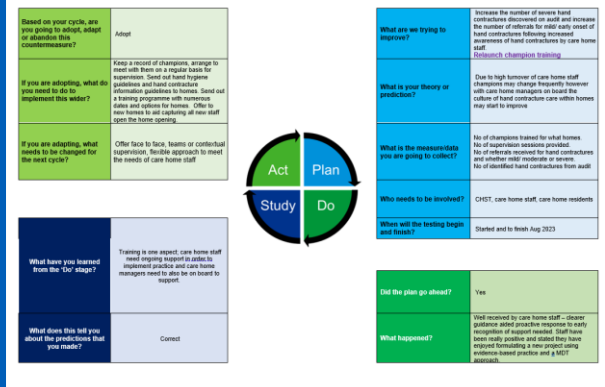 Based on your cycle, are
you going to adopt, adapt
or abandon this
countermeasure?
Adopt
If you are adopting, what do
you need to do to
implement this wider?
Keep a record of champions, arrange to
meet with them on a regular basis for
supervision. Send out hand hygiene
guidelines and hand contracture
information guidelines to homes. Send out
a training programme with numerous
dates and options for homes. Offer to
new homes to aid capturing all new staff
open the home opening.
If you are adapting, what
needs to be changed for
the next cycle?
Offer face to face, teams or contextual
supervision, flexible approach to meet
the needs of care home staff
What are we trying to
improve?
Increase the number of severe hand
contractures discovered on audit and increase
the number of referrals for mild/ early onset of
hand contractures following increased
awareness of hand contractures by care home
staff.
Relaunch champion training
What is your theory or
prediction?
Due to high turnover of care home staff
champions may change frequently however
with care home managers on board the
culture of hand contracture care within homes
may start to improve
What is the measure/data
you are going to collect?
No of champions trained for what homes.
No of supervision sessions provided.
No of referrals received for hand contractures
and whether mild/ moderate or severe.
No of identified hand contractures from audit
Who needs to be involved?
CHST, care home staff, care home residents
When will the testing begin
and finish?
Started and to finish Aug 2023
Act
Plan
Study
Do
What have you learned
from the 'Do' stage?
Training is one aspect; care home staff
need ongoing support in order to
implement practice and care home
managers need to also be on board to
support.
What does this tell you
about the predictions that
you made?
Correct
Did the plan go ahead?
Yes
What happened?
Well received by care home staff – clearer
guidance aided proactive response to early
recognition of support needed. Staff have
been really positive and stated they have
enjoyed formulating a new project using
evidence-based practice and a MDT
approach.